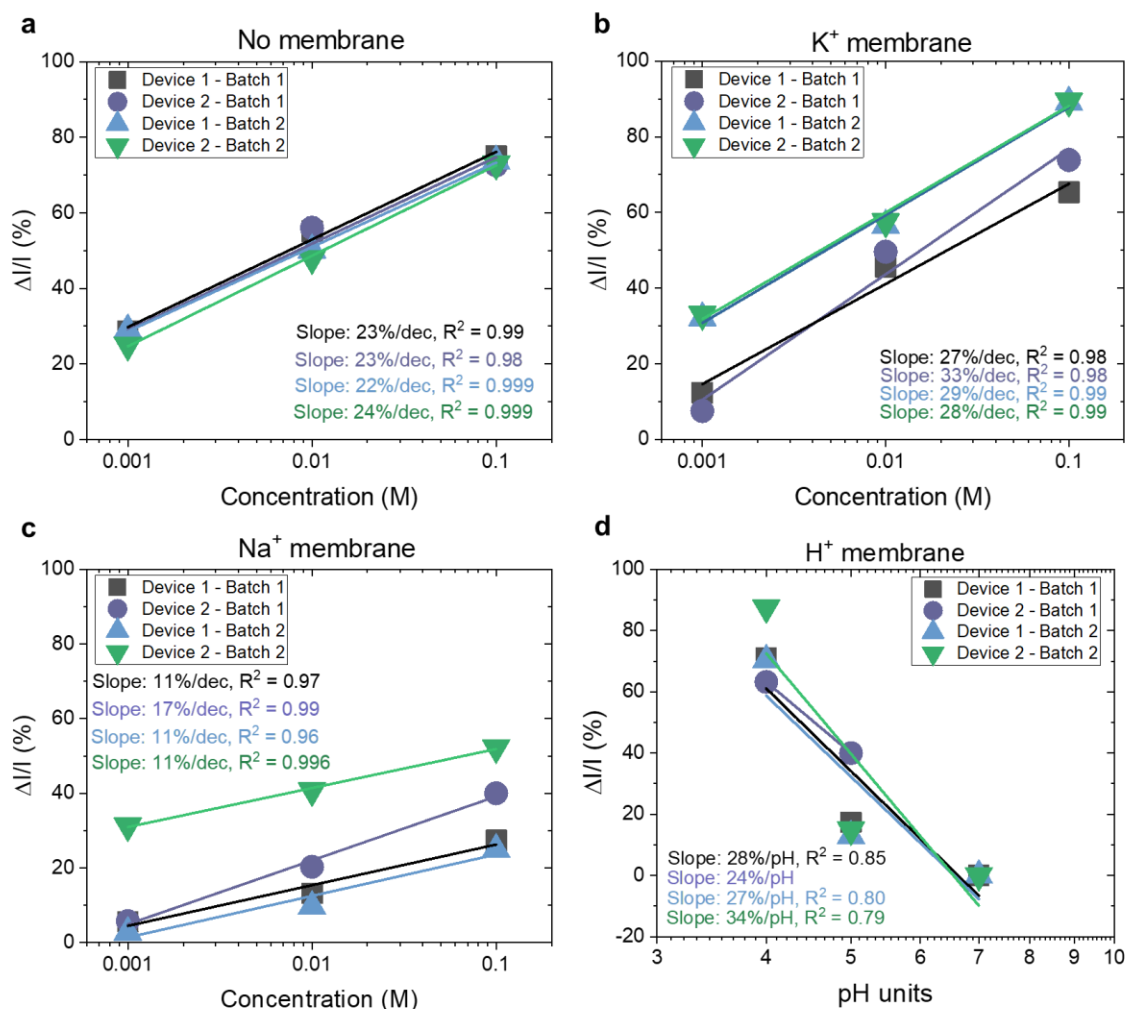 a
No membrane
Device 1 - Batch 1
Device 2 - Batch 1
Device 1 - Batch 2
Device 2 - Batch 2
100
80
60
40
20
0
ΔI/I (%)
Slope: 23%/dec, R² = 0.99
Slope: 23%/dec, R² = 0.98
Slope: 22%/dec, R² = 0.999
Slope: 24%/dec, R² = 0.999
0.001
0.01
0.1
Concentration (M)
b
K⁺ membrane
Device 1 - Batch 1
Device 2 - Batch 1
Device 1 - Batch 2
Device 2 - Batch 2
100
80
60
40
20
0
ΔI/I (%)
Slope: 27%/dec, R² = 0.98
Slope: 33%/dec, R² = 0.98
Slope: 29%/dec, R² = 0.99
Slope: 28%/dec, R² = 0.99
0.001
0.01
0.1
Concentration (M)
c
Na⁺ membrane
Device 1 - Batch 1
Device 2 - Batch 1
Device 1 - Batch 2
Device 2 - Batch 2
Slope: 11%/dec, R² = 0.97
Slope: 17%/dec, R² = 0.99
Slope: 11%/dec, R² = 0.96
Slope: 11%/dec, R² = 0.996
100
80
60
40
20
0
ΔI/I (%)
0.001
0.01
0.1
Concentration (M)
d
H⁺ membrane
Device 1 - Batch 1
Device 2 - Batch 1
Device 1 - Batch 2
Device 2 - Batch 2
100
80
60
40
20
0
-20
ΔI/I (%)
Slope: 28%/pH, R² = 0.85
Slope: 24%/pH
Slope: 27%/pH, R² = 0.80
Slope: 34%/pH, R² = 0.79
3
4
5
6
7
8
9
10
pH units